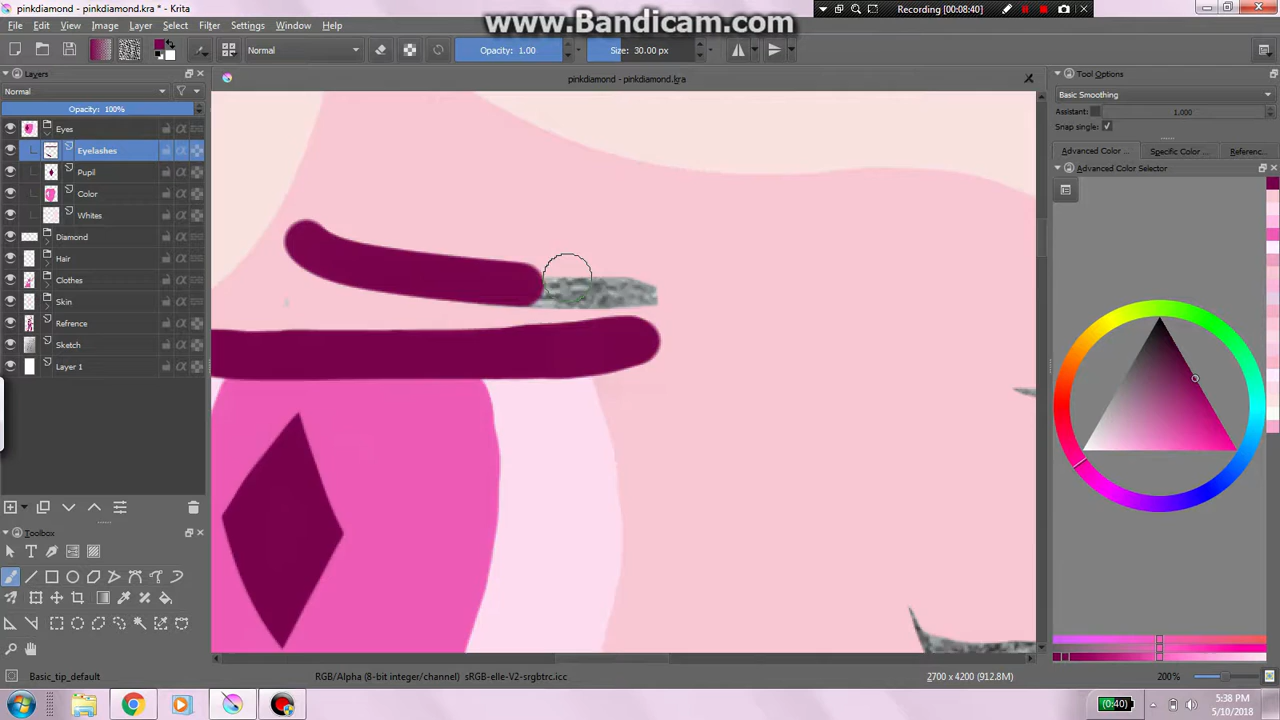 pinkdiamond - pinkdiamond.kra * - Krita
www.Bandicam.com
Recording [00:08:40]
File Edit View Image Layer Select Filter Settings Window Help
Normal
Opacity: 1.00
Size: 30.00 px
Layers
pinkdiamond - pinkdiamond.kra
Tool Options
Normal
Basic Smoothing
Opacity: 100%
Assistant:
1.000
Snap single:
Eyes
Eyelashes
Advanced Color ...
Specific Color ...
Referenc...
Pupil
Advanced Color Selector
Color
Whites
Diamond
Hair
Clothes
Skin
Refrence
Sketch
Layer 1
Toolbox
Basic_tip_default
RGB/Alpha (8-bit integer/channel) sRGB-elle-V2-srgbtrc.icc
2700 x 4200 (912.8M)
200%
(0:40)
5:38 PM
5/10/2018